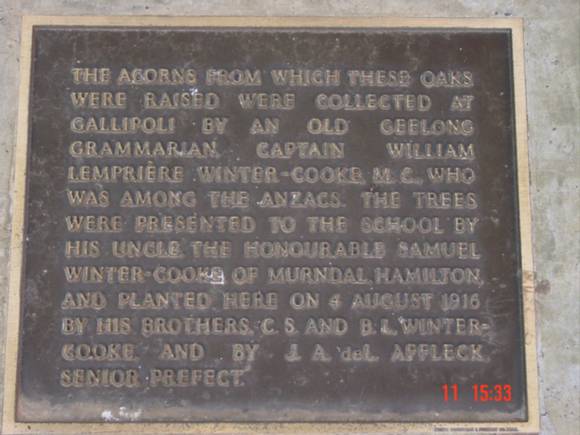 THE ACORNS FROM WHICH THESE OAKS
WERE RAISED WERE COLLECTED AT
GALLIPOLI BY AN OLD GEELONG
GRAMMARIAN CAPTAIN WILLIAM
LEMPRIÈRE WINTER-COOKE M.C. WHO
WAS AMONG THE ANZACS. THE TREES
WERE PRESENTED TO THE SCHOOL BY
HIS UNCLE THE HONOURABLE SAMUEL
WINTER-COOKE OF MURNDAL HAMILTON
AND PLANTED HERE ON 4 AUGUST 1916
BY HIS BROTHERS, C. S. AND B. L. WINTER-
COOKE AND BY J. A. deL. AFFLECK
SENIOR PREFECT.
11 15:33